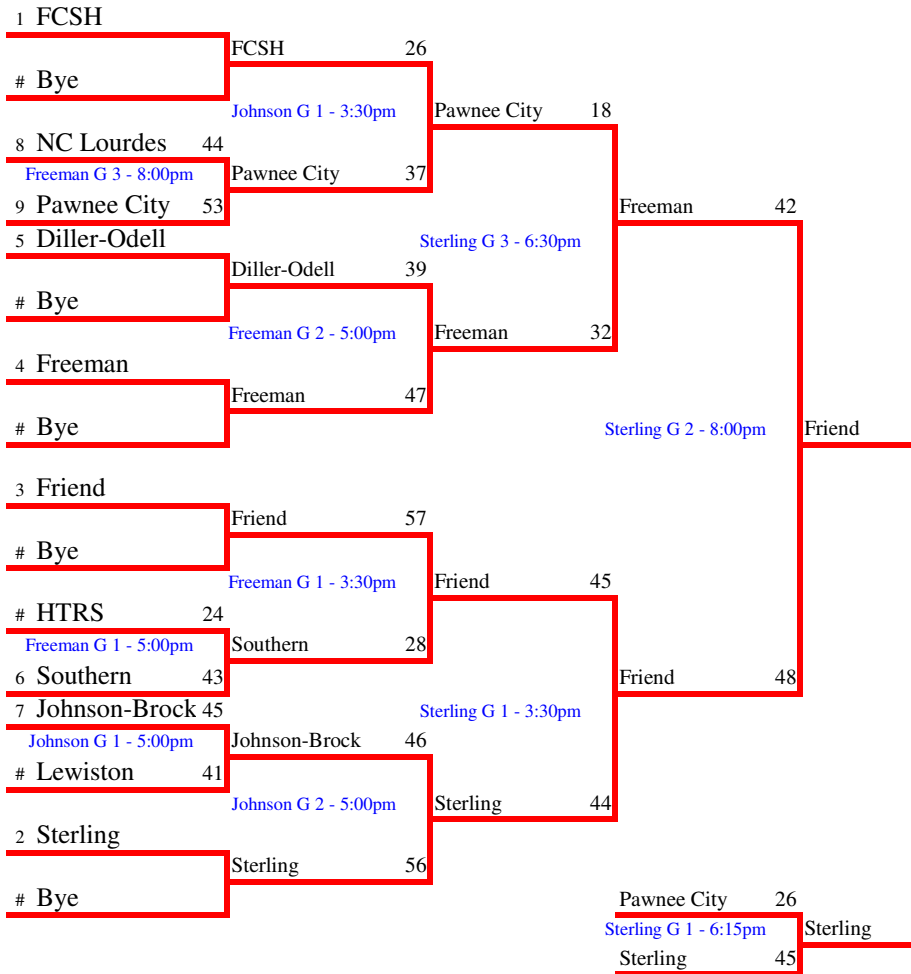 1 FCSH
FCSH 26
# Bye
Johnson G 1 - 3:30pm
Pawnee City 18
8 NC Lourdes 44
Freeman G 3 - 8:00pm
Pawnee City 37
9 Pawnee City 53
Freeman 42
5 Diller-Odell
Sterling G 3 - 6:30pm
Diller-Odell 39
# Bye
Freeman G 2 - 5:00pm
Freeman 32
4 Freeman
Freeman 47
# Bye
Sterling G 2 - 8:00pm
Friend
3 Friend
Friend 57
# Bye
Freeman G 1 - 3:30pm
Friend 45
# HTRS 24
Freeman G 1 - 5:00pm
Southern 28
6 Southern 43
Friend 48
7 Johnson-Brock 45
Sterling G 1 - 3:30pm
Johnson G 1 - 5:00pm
Johnson-Brock 46
# Lewiston 41
Johnson G 2 - 5:00pm
Sterling 44
2 Sterling
Sterling 56
# Bye
Pawnee City 26
Sterling G 1 - 6:15pm
Sterling
Sterling 45